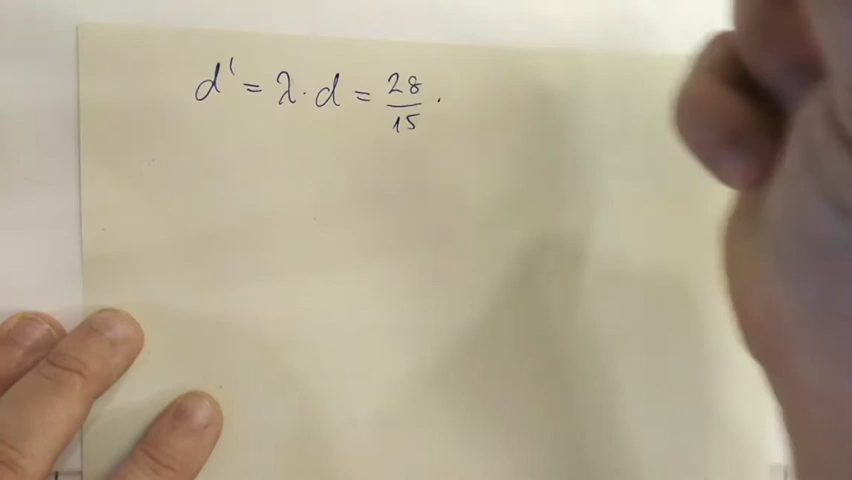 d' = λ · d = 28/15 ·